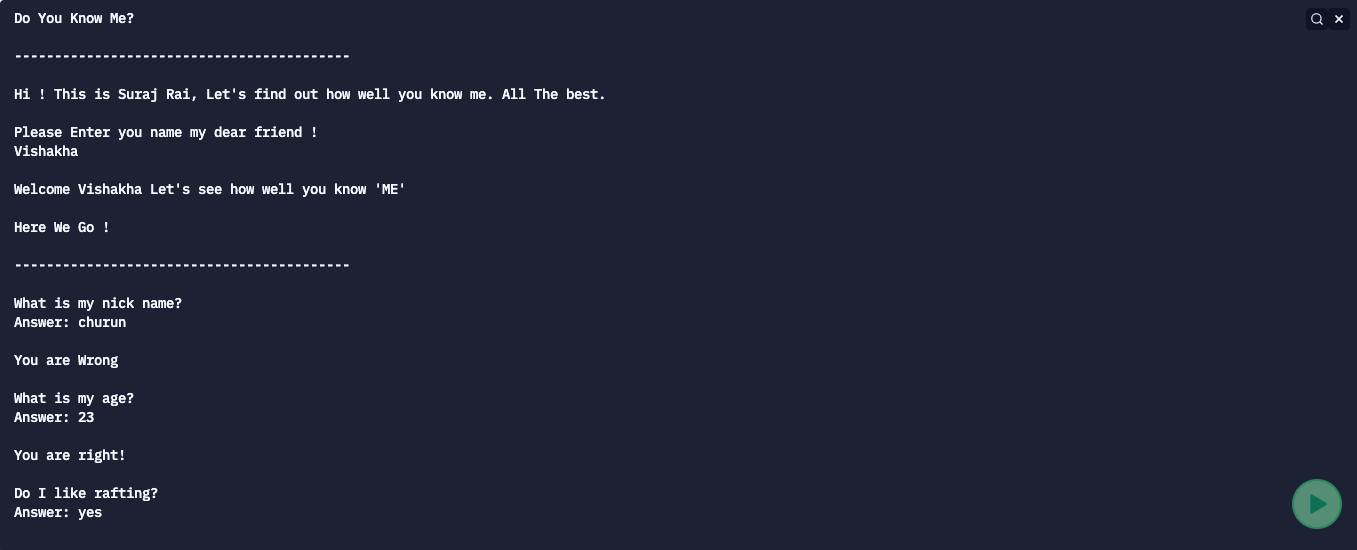 Do You Know Me?
------------------------------------------
Hi ! This is Suraj Rai, Let's find out how well you know me. All The best.
Please Enter you name my dear friend !
Vishakha
Welcome Vishakha Let's see how well you know 'ME'
Here We Go !
------------------------------------------
What is my nick name?
Answer: churun
You are Wrong
What is my age?
Answer: 23
You are right!
Do I like rafting?
Answer: yes